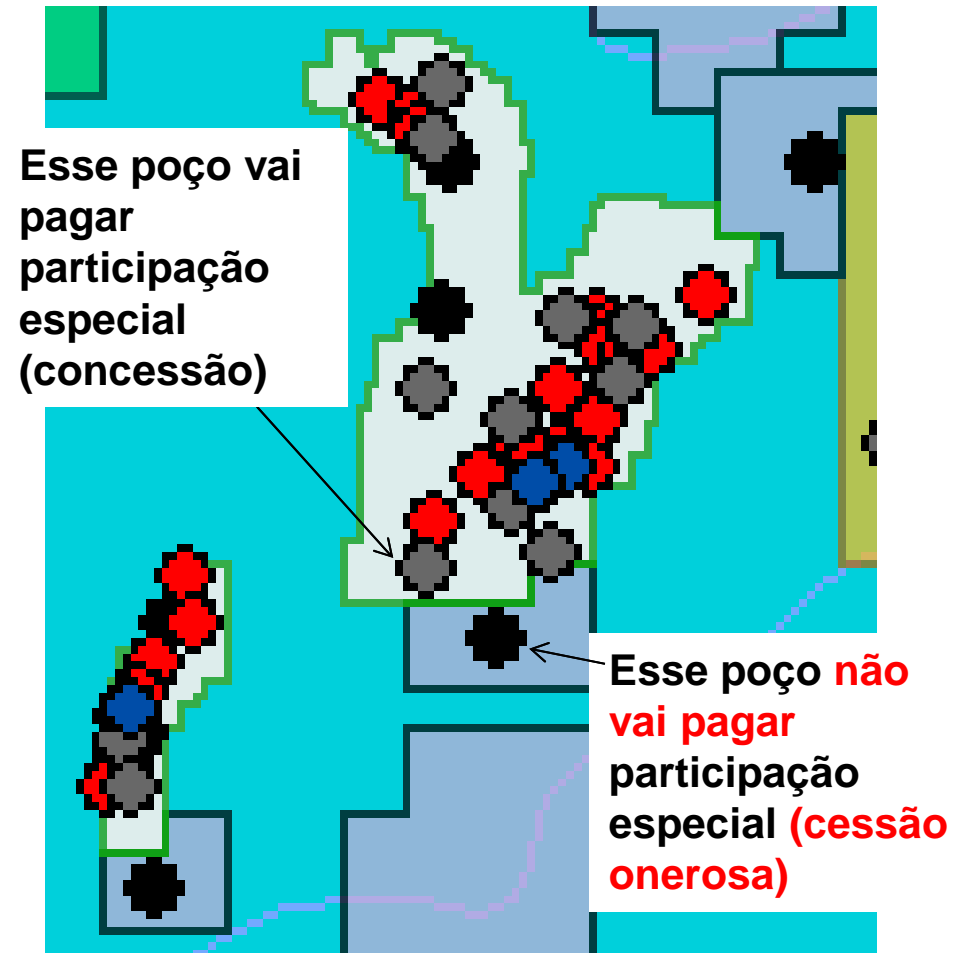 Esse poço vai
pagar
participação
especial
(concessão)
Esse poço não
vai pagar
participação
especial (cessão
onerosa)